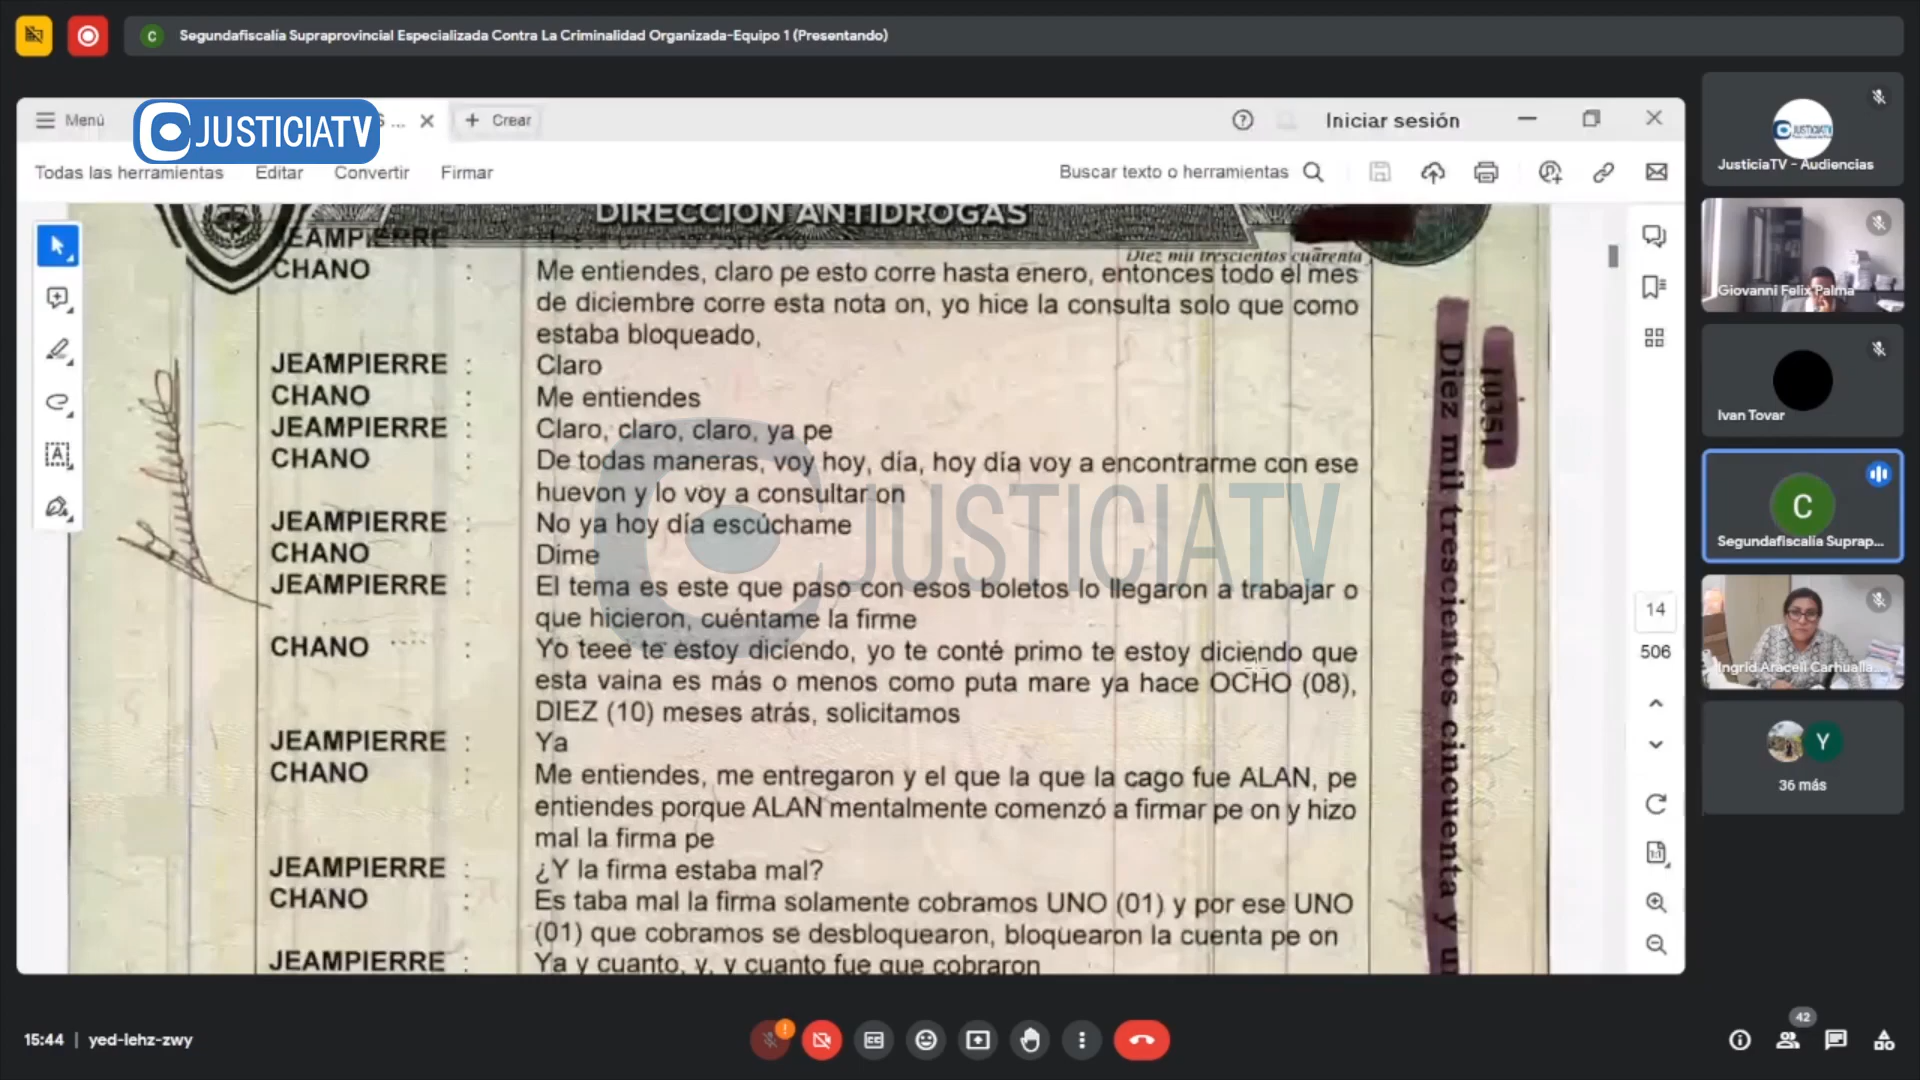 Segundafiscalía Supraprovincial Especializada Contra La Criminalidad Organizada-Equipo 1 (Presentando)
Menú
JUSTICIATV
S ...
Crear
Iniciar sesión
Todas las herramientas
Editar
Convertir
Firmar
Buscar texto o herramientas
DIRECCION ANTIDROGAS
JEAMPIERRE
Diez mil trescientos cuarenta
CHANO : Me entiendes, claro pe esto corre hasta enero, entonces todo el mes
de diciembre corre esta nota on, yo hice la consulta solo que como
estaba bloqueado,
JEAMPIERRE : Claro
CHANO : Me entiendes
JEAMPIERRE : Claro, claro, claro, ya pe
CHANO : De todas maneras, voy hoy, día, hoy día voy a encontrarme con ese
huevon y lo voy a consultar on
JEAMPIERRE : No ya hoy día escúchame
CHANO : Dime
JEAMPIERRE : El tema es este que paso con esos boletos lo llegaron a trabajar o
que hicieron, cuéntame la firme
CHANO : Yo teee te estoy diciendo, yo te conté primo te estoy diciendo que
esta vaina es más o menos como puta mare ya hace OCHO (08),
DIEZ (10) meses atrás, solicitamos
JEAMPIERRE : Ya
CHANO : Me entiendes, me entregaron y el que la que la cago fue ALAN, pe
entiendes porque ALAN mentalmente comenzó a firmar pe on y hizo
mal la firma pe
JEAMPIERRE : ¿Y la firma estaba mal?
CHANO : Es taba mal la firma solamente cobramos UNO (01) y por ese UNO
(01) que cobramos se desbloquearon, bloquearon la cuenta pe on
JEAMPIERRE : Ya y cuanto, y, y cuanto fue que cobraron
JUSTICIATV
10351
Diez mil trescientos cincuenta y un
14
506
JUSTICIATV
JusticiaTV - Audiencias
Giovanni Felix Palma
Ivan Tovar
C
Segundafiscalía Suprap...
Ingrid Araceli Carhualla...
Y
36 más
15:44 | yed-iehz-zwy
42